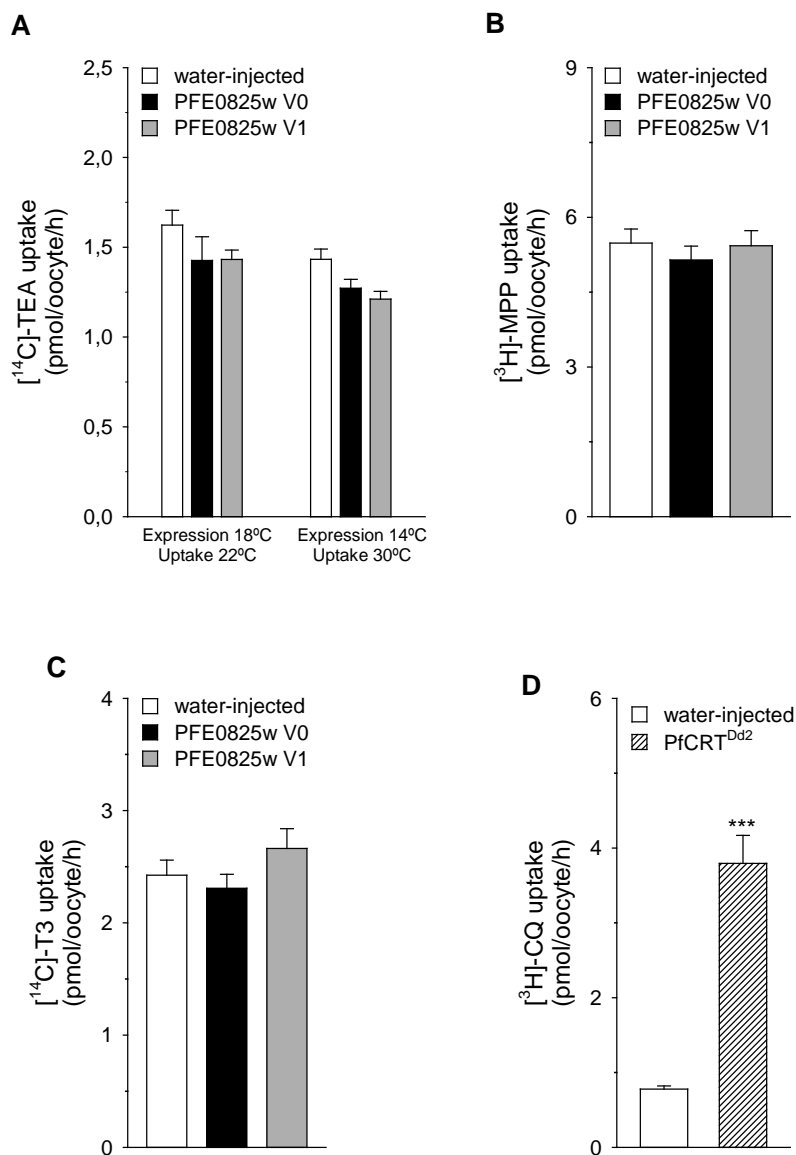 A
2,5
2,0
1,5
1,0
0,5
0,0
[¹⁴C]-TEA uptake
(pmol/oocyte/h)
water-injected
PFE0825w V0
PFE0825w V1
Expression 18ºC
Uptake 22ºC
Expression 14ºC
Uptake 30ºC
B
9
6
3
0
[³H]-MPP uptake
(pmol/oocyte/h)
water-injected
PFE0825w V0
PFE0825w V1
C
4
3
2
1
0
[¹⁴C]-T3 uptake
(pmol/oocyte/h)
water-injected
PFE0825w V0
PFE0825w V1
D
6
4
2
0
[³H]-CQ uptake
(pmol/oocyte/h)
water-injected
PfCRT^Dd2
***